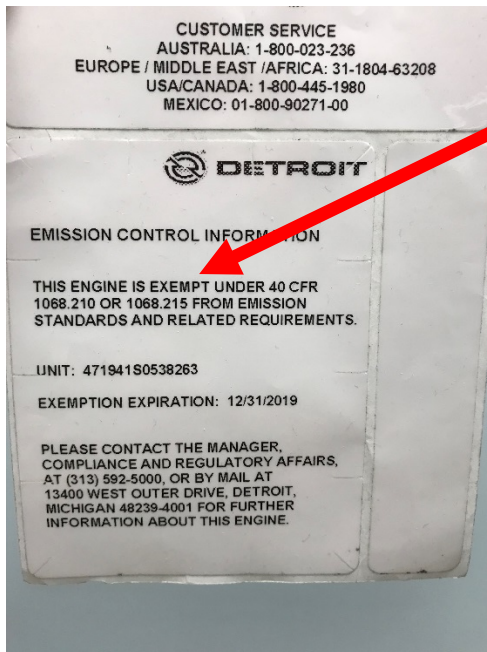 CUSTOMER SERVICE
AUSTRALIA: 1-800-023-236
EUROPE / MIDDLE EAST /AFRICA: 31-1804-63208
USA/CANADA: 1-800-445-1980
MEXICO: 01-800-90271-00
DETROIT
EMISSION CONTROL INFORMATION
THIS ENGINE IS EXEMPT UNDER 40 CFR
1068.210 OR 1068.215 FROM EMISSION
STANDARDS AND RELATED REQUIREMENTS.
UNIT: 471941S0538263
EXEMPTION EXPIRATION: 12/31/2019
PLEASE CONTACT THE MANAGER,
COMPLIANCE AND REGULATORY AFFAIRS,
AT (313) 592-5000, OR BY MAIL AT
13400 WEST OUTER DRIVE, DETROIT,
MICHIGAN 48239-4001 FOR FURTHER
INFORMATION ABOUT THIS ENGINE.